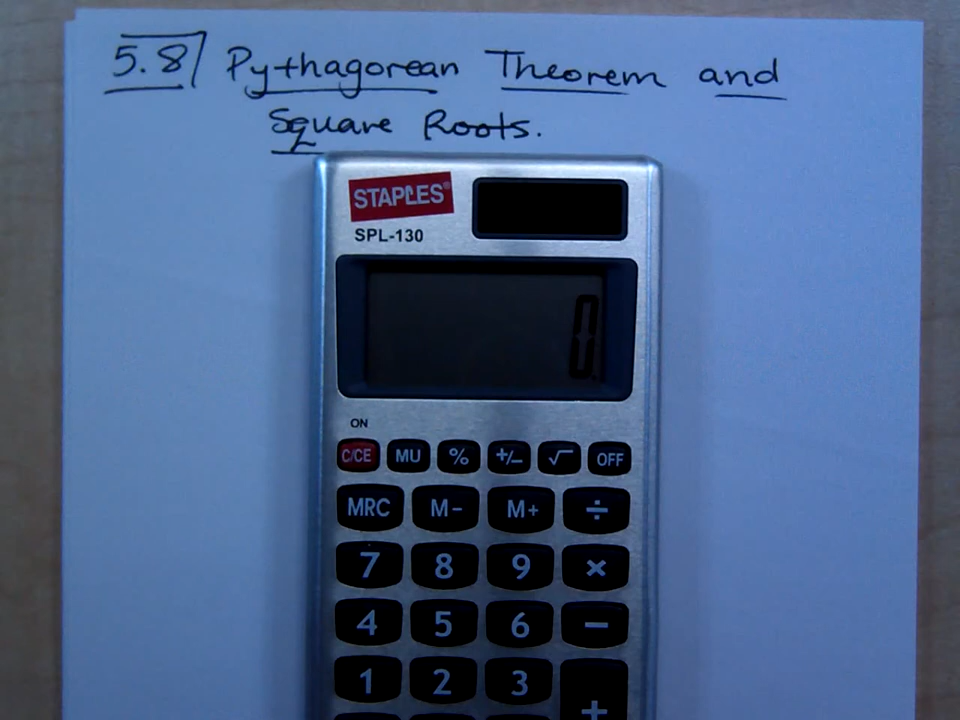 5.8 Pythagorean Theorem and
Square Roots.
STAPLES®
SPL-130
0.
ON
C/CE MU % +/− √ OFF
MRC M− M+ ÷
7 8 9 ×
4 5 6 −
1 2 3 +